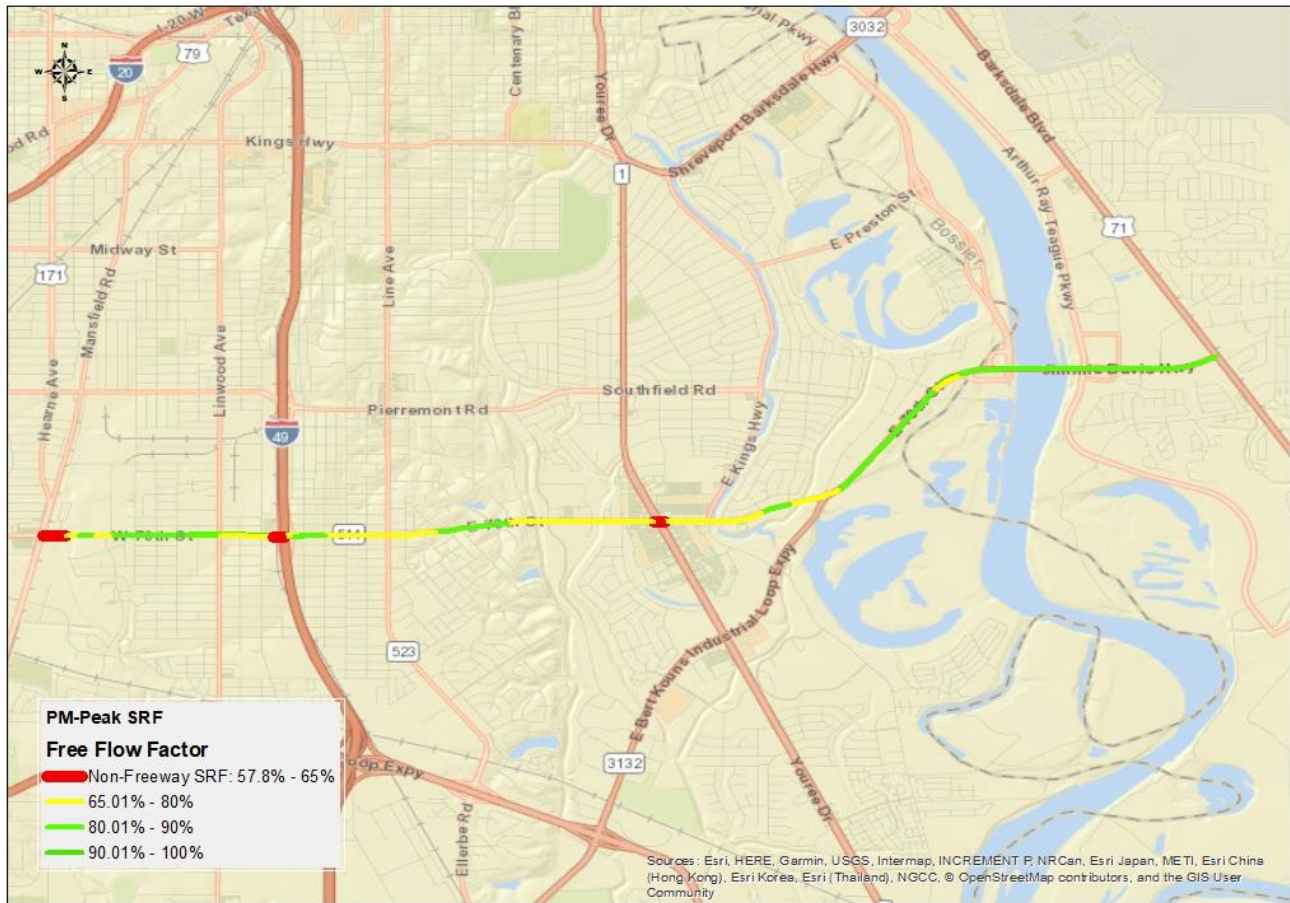 I-20 W
Texas
79
20
N
W E
S
Centenary Bl
Youree Dr
3032
Barksdale Blvd
Shreveport Barksdale Hwy
Kings Hwy
1
Arthur Ray Teague Pkwy
E Preston St
71
Bossier
Midway St
171
Mansfield Rd
Line Ave
Linwood Ave
Hearne Ave
Southfield Rd
Pierremont Rd
Jimmie Davis Hwy
49
E Kings Hwy
E 70th St
E 70th St
W 70th St
511
E Bert Kouns Industrial Loop Expy
523
3132
Youree Dr
Loop Expy
Ellerbe Rd
PM-Peak SRF
Free Flow Factor
Non-Freeway SRF: 57.8% - 65%
65.01% - 80%
80.01% - 90%
90.01% - 100%
Sources: Esri, HERE, Garmin, USGS, Intermap, INCREMENT P, NRCan, Esri Japan, METI, Esri China
(Hong Kong), Esri Korea, Esri (Thailand), NGCC, © OpenStreetMap contributors, and the GIS User
Community